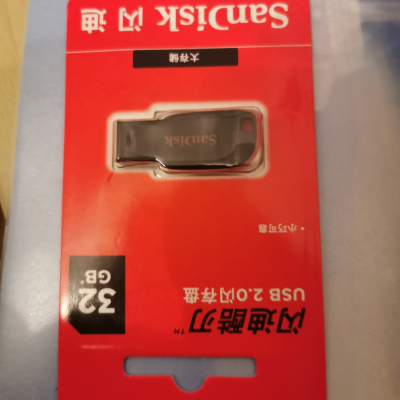 闪迪酷刃™
USB 2.0闪存盘
32
GB*
• 小巧可靠
SanDisk
大存储
SanDisk 闪迪